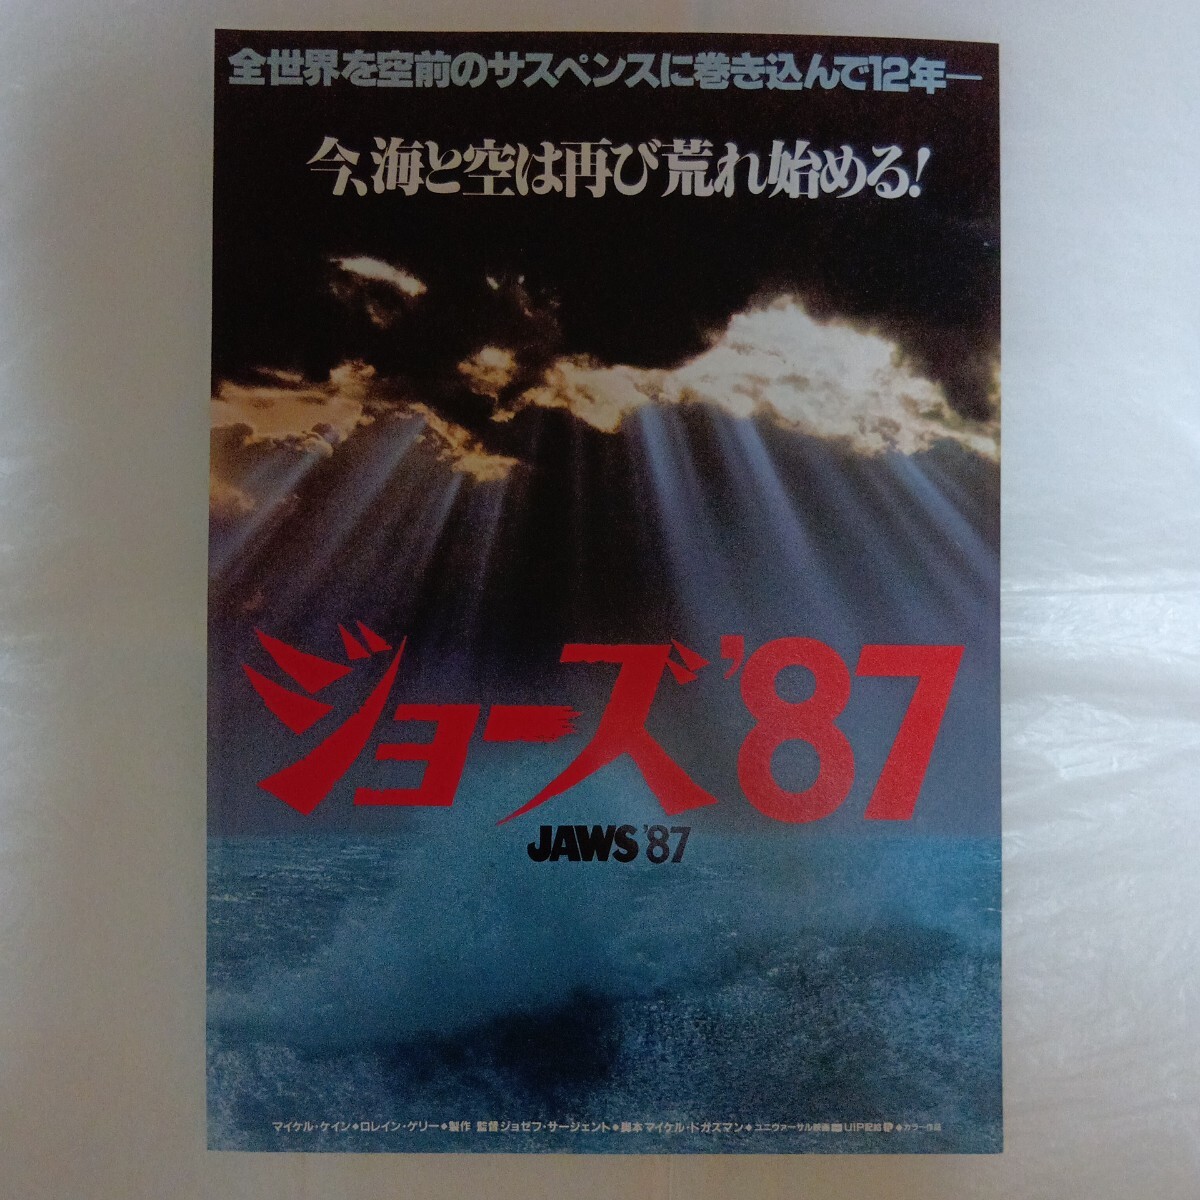 全世界を空前のサスペンスに巻き込んで12年―
今、海と空は再び荒れ始める!
ジョーズ'87
JAWS '87
マイケル・ケイン◆ロレイン・ゲリー◆製作 監督ジョゼフ・サージェント◆脚本 マイケル・ドガズマン◆ユニヴァーサル映画 UIP配給◆カラー作品